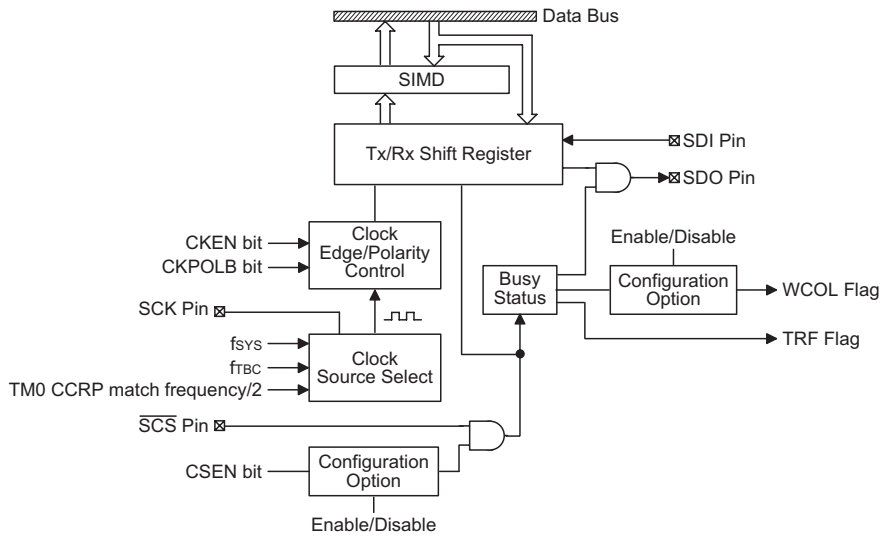 Data Bus
SIMD
Tx/Rx Shift Register
SDI Pin
SDO Pin
CKEN bit
CKPOLB bit
Clock
Edge/Polarity
Control
Enable/Disable
Busy
Status
Configuration
Option
WCOL Flag
TRF Flag
SCK Pin
fSYS
fTBC
TM0 CCRP match frequency/2
Clock
Source Select
SCS Pin
CSEN bit
Configuration
Option
Enable/Disable